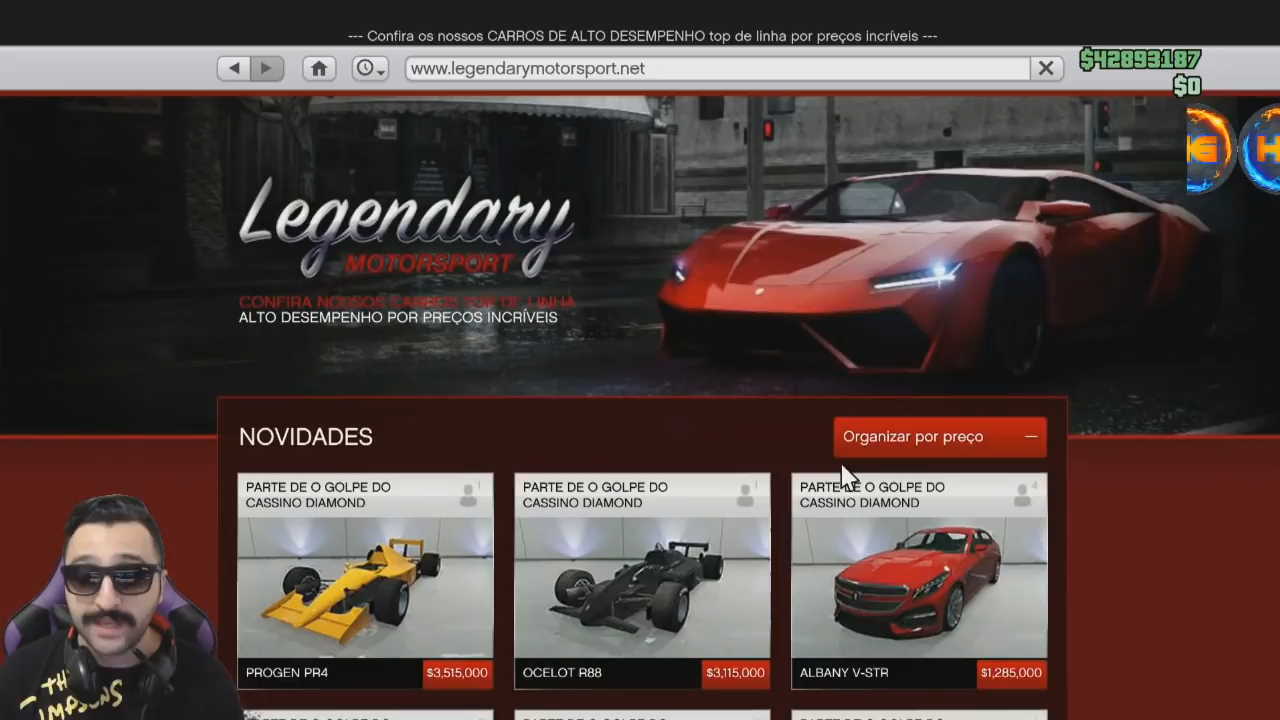 --- Confira os nossos CARROS DE ALTO DESEMPENHO top de linha por preços incríveis ---
www.legendarymotorsport.net
$42893187
$0
Legendary
MOTORSPORT
CONFIRA NOSSOS CARROS TOP DE LINHA
ALTO DESEMPENHO POR PREÇOS INCRÍVEIS
NOVIDADES
Organizar por preço
PARTE DE O GOLPE DO
CASSINO DIAMOND
1
PROGEN PR4
$3,515,000
PARTE DE O GOLPE DO
CASSINO DIAMOND
1
OCELOT R88
$3,115,000
PARTE DE O GOLPE DO
CASSINO DIAMOND
4
ALBANY V-STR
$1,285,000